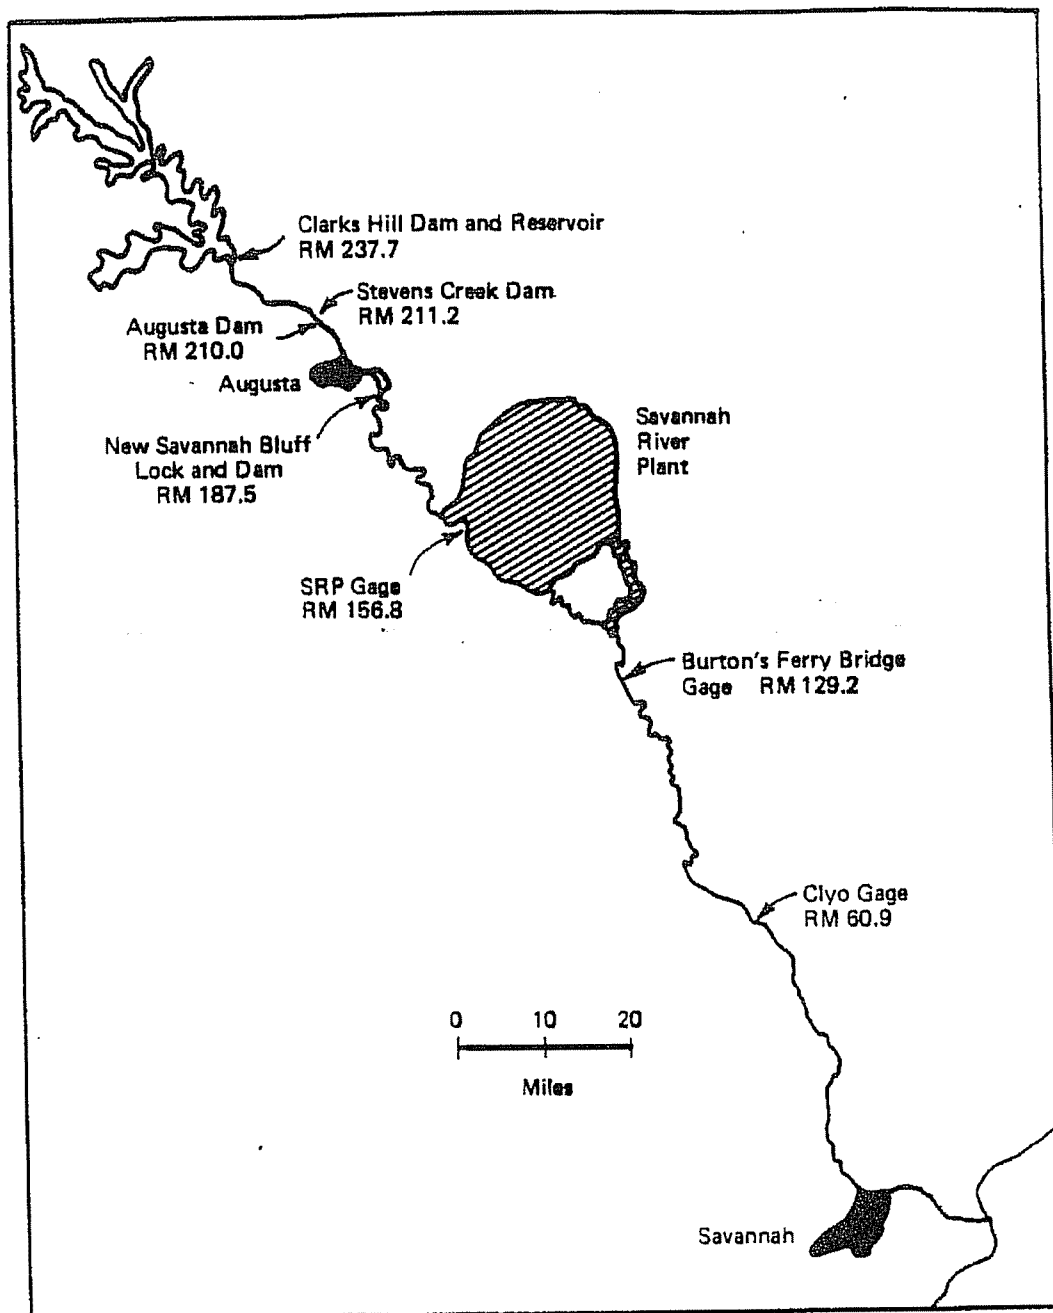 Clarks Hill Dam and Reservoir
RM 237.7
Stevens Creek Dam
RM 211.2
Augusta Dam
RM 210.0
Augusta
New Savannah Bluff
Lock and Dam
RM 187.5
Savannah
River
Plant
SRP Gage
RM 156.8
Burton's Ferry Bridge
Gage RM 129.2
Clyo Gage
RM 60.9
0 10 20
Miles
Savannah